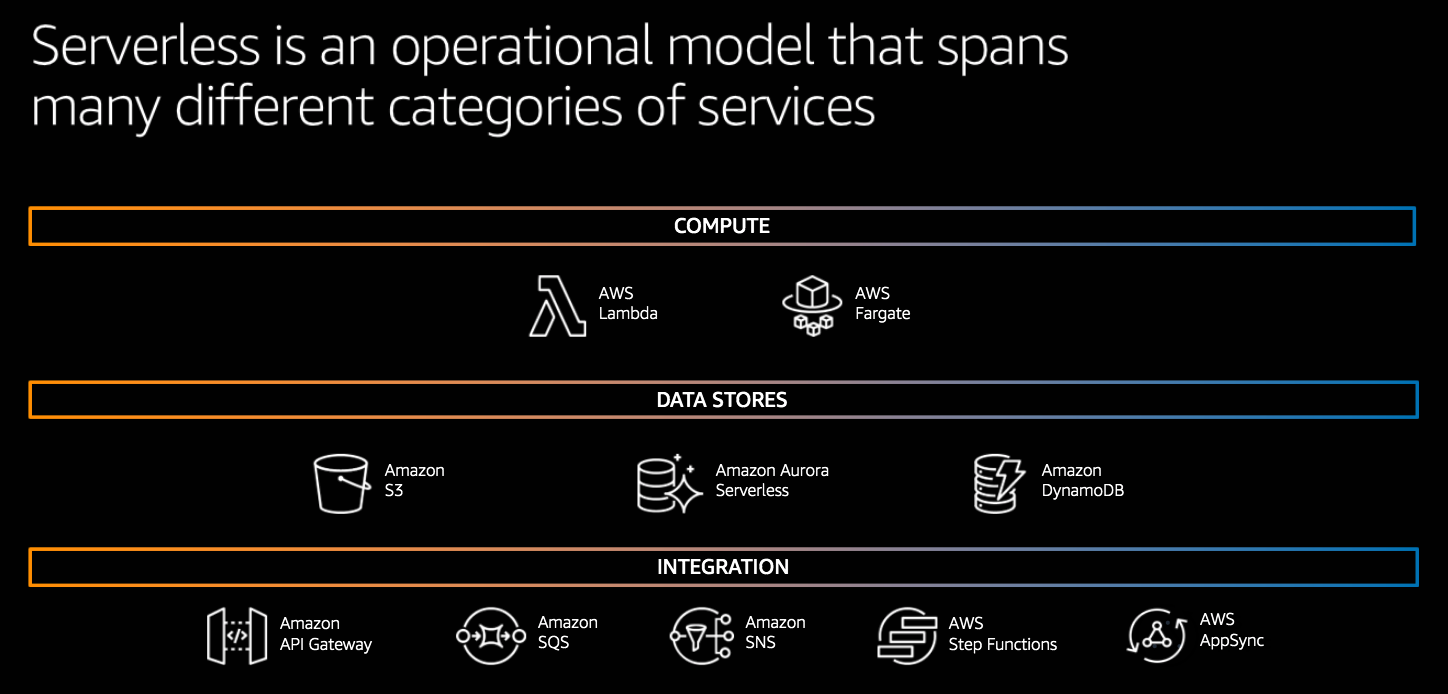 Serverless is an operational model that spans
many different categories of services
COMPUTE
AWS
Lambda
AWS
Fargate
DATA STORES
Amazon
S3
Amazon Aurora
Serverless
Amazon
DynamoDB
INTEGRATION
Amazon
API Gateway
Amazon
SQS
Amazon
SNS
AWS
Step Functions
AWS
AppSync